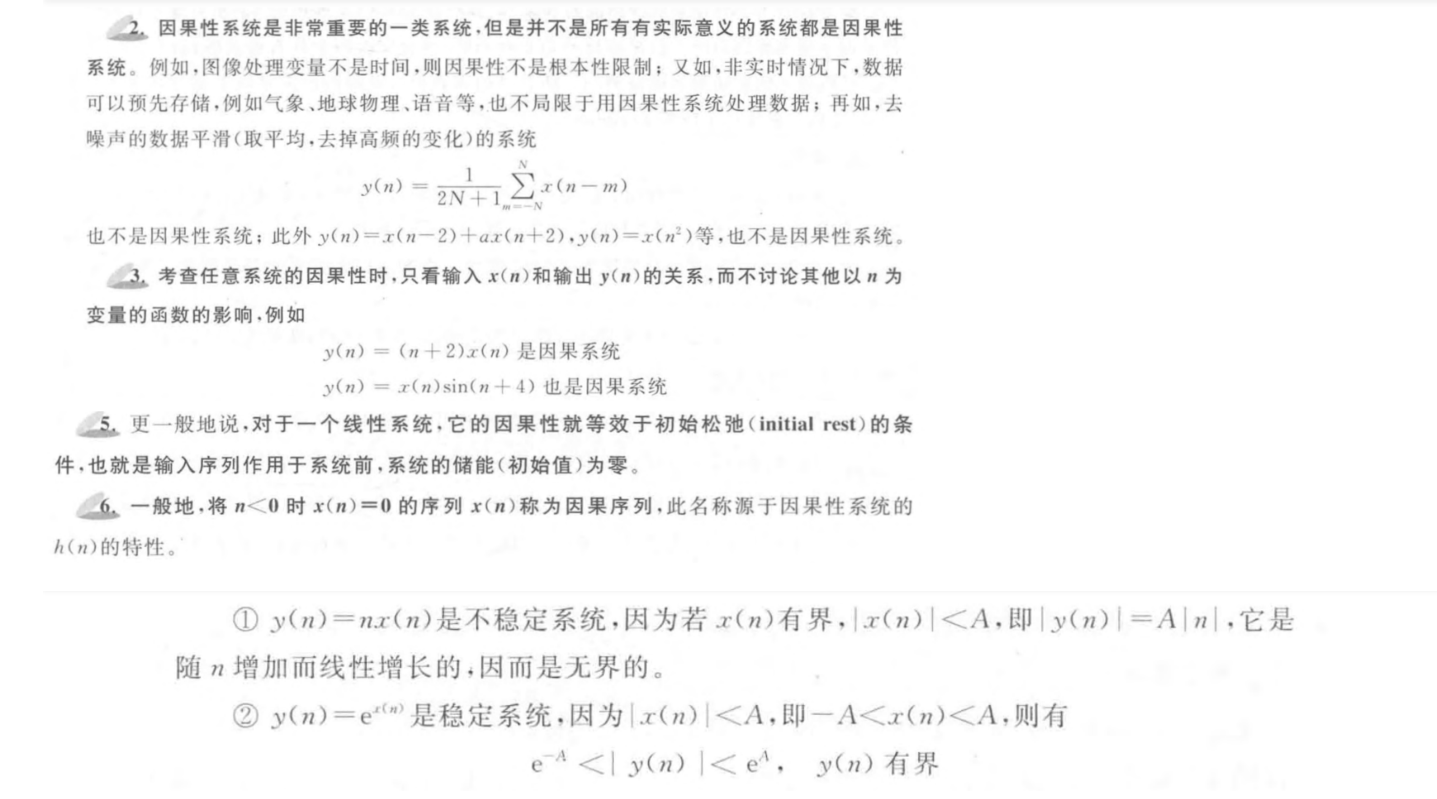 2. 因果性系统是非常重要的一类系统,但是并不是所有有实际意义的系统都是因果性
系统。例如,图像处理变量不是时间,则因果性不是根本性限制；又如,非实时情况下,数据
可以预先存储,例如气象、地球物理、语音等,也不局限于用因果性系统处理数据；再如,去
噪声的数据平滑(取平均,去掉高频的变化)的系统
y(n) = \frac{1}{2N+1} \sum_{m=-N}^{N} x(n-m)
也不是因果性系统；此外 y(n)=x(n-2)+ax(n+2),y(n)=x(n²)等,也不是因果性系统。
3. 考查任意系统的因果性时,只看输入 x(n)和输出 y(n)的关系,而不讨论其他以 n 为
变量的函数的影响,例如
y(n) = (n+2)x(n) 是因果系统
y(n) = x(n)sin(n+4) 也是因果系统
5. 更一般地说,对于一个线性系统,它的因果性就等效于初始松弛(initial rest)的条
件,也就是输入序列作用于系统前,系统的储能(初始值)为零。
6. 一般地,将 n<0 时 x(n)=0 的序列 x(n)称为因果序列,此名称源于因果性系统的
h(n)的特性。
① y(n)=nx(n)是不稳定系统,因为若 x(n)有界,|x(n)|<A,即|y(n)|=A|n|,它是
随 n 增加而线性增长的,因而是无界的。
② y(n)=e^{x(n)} 是稳定系统,因为|x(n)|<A,即-A<x(n)<A,则有
e^{-A} <| y(n) |< e^{A}, y(n) 有界